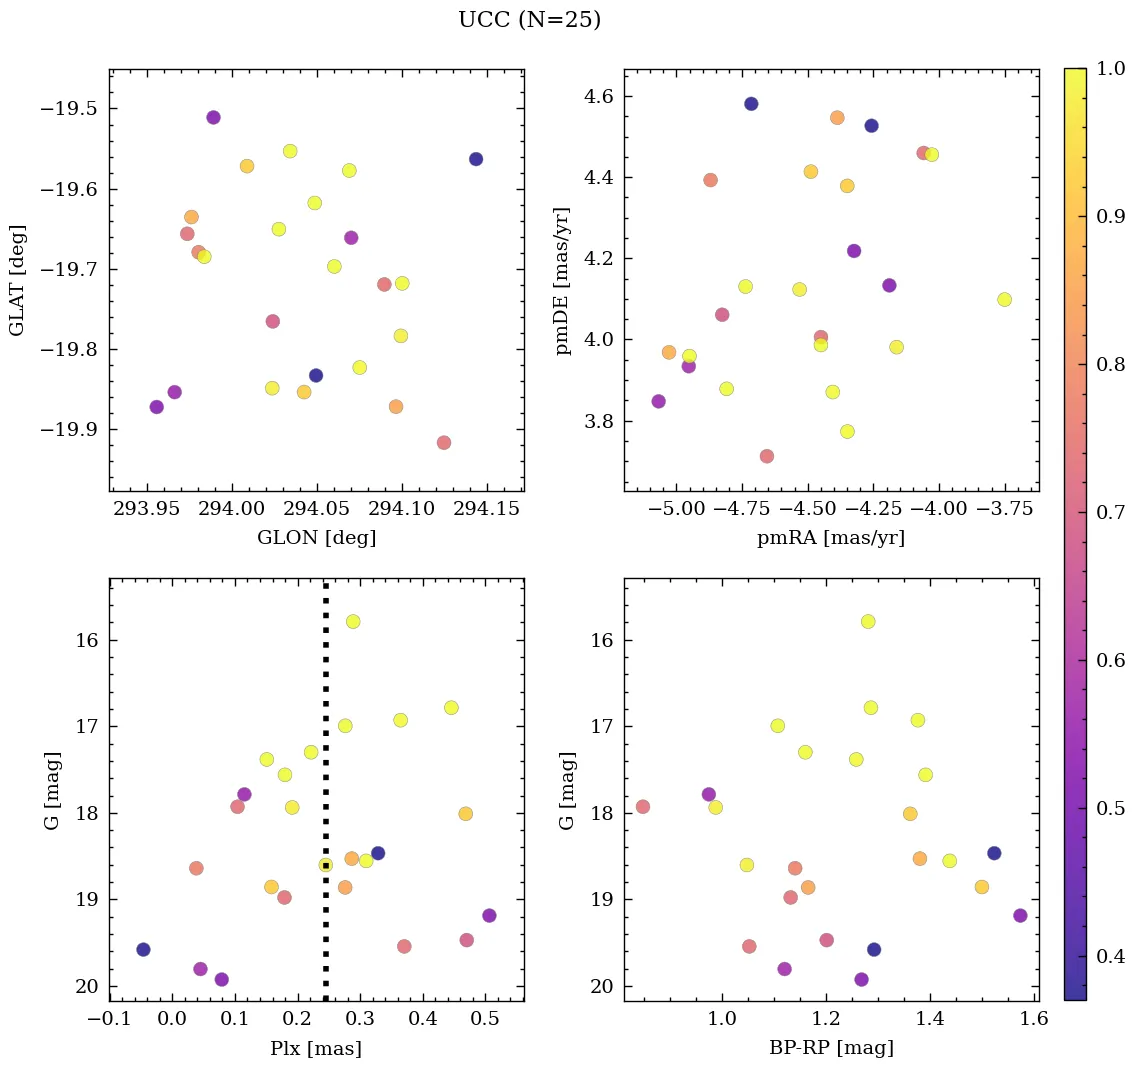 UCC (N=25)
−19.5
−19.6
−19.7
−19.8
−19.9
GLAT [deg]
293.95 294.00 294.05 294.10 294.15
GLON [deg]
4.6
4.4
4.2
4.0
3.8
pmDE [mas/yr]
−5.00 −4.75 −4.50 −4.25 −4.00 −3.75
pmRA [mas/yr]
16
17
18
19
20
G [mag]
−0.1 0.0 0.1 0.2 0.3 0.4 0.5
Plx [mas]
16
17
18
19
20
G [mag]
1.0 1.2 1.4 1.6
BP-RP [mag]
1.0
0.9
0.8
0.7
0.6
0.5
0.4